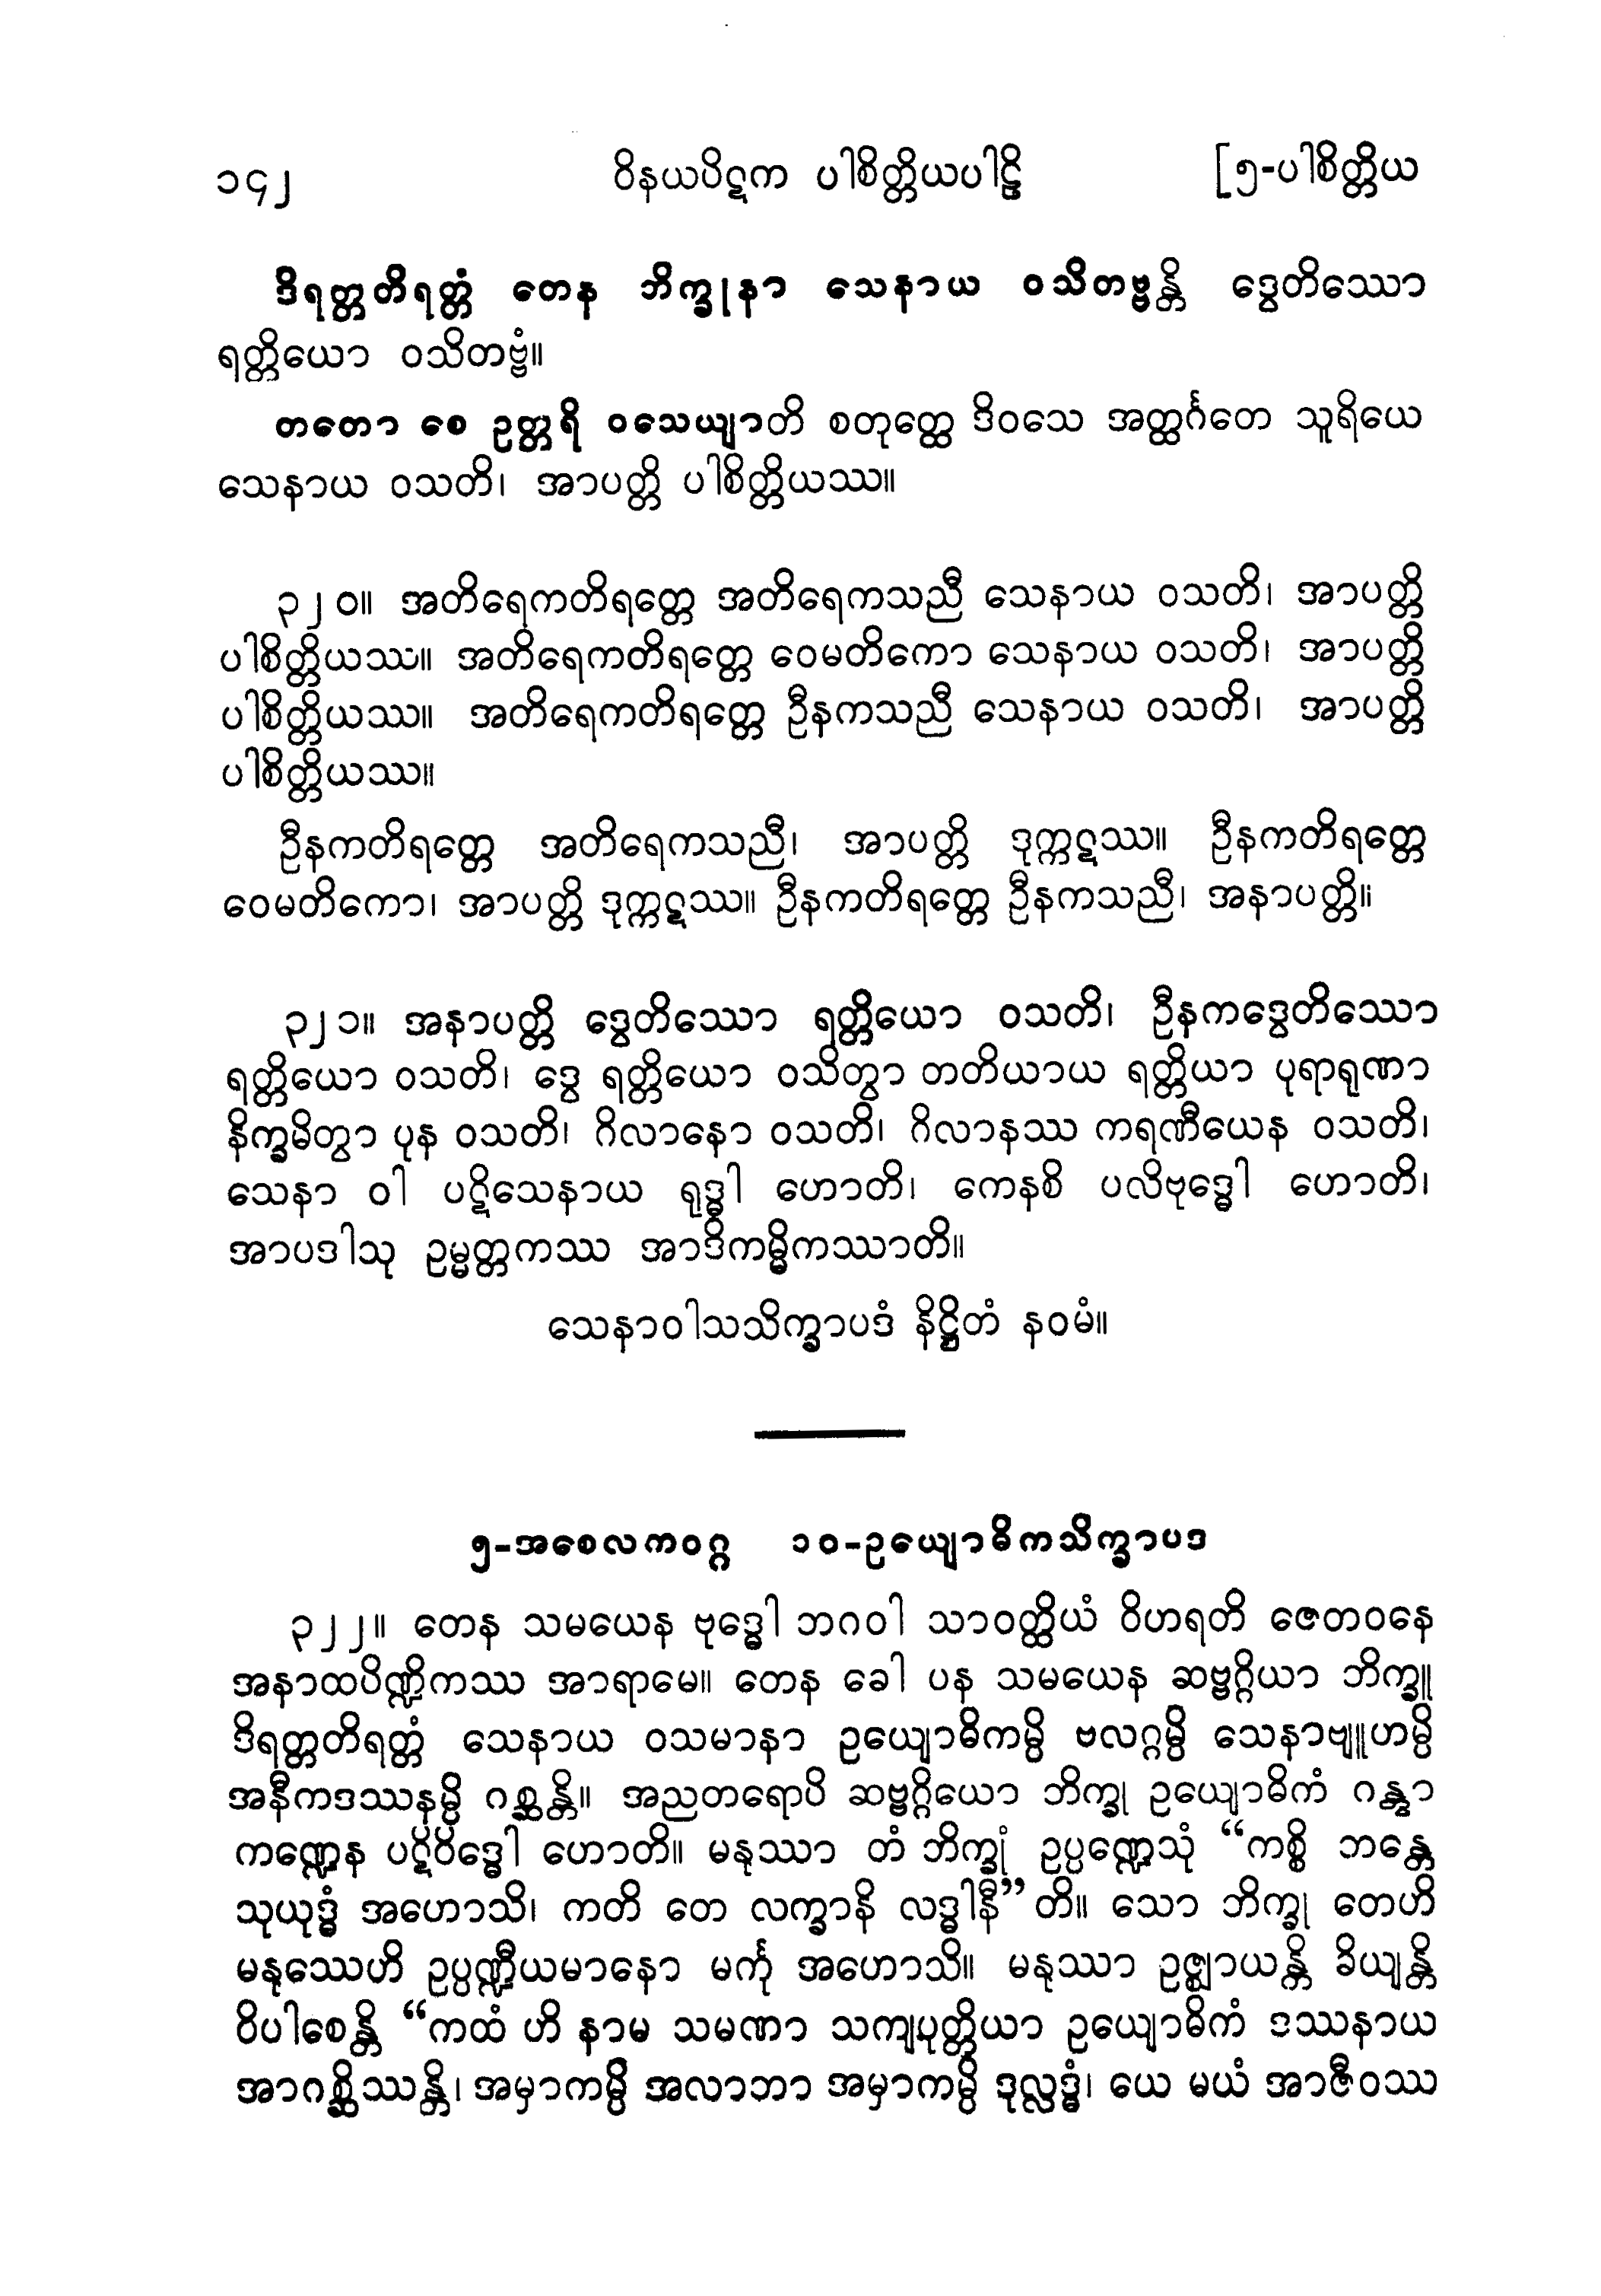 ၁၄၂ ဝိနယပိဋက ပါစိတ္တိယပါဠိ [၅-ပါစိတ္တိယ
ဒိရတ္တတိရတ္တံ တေန ဘိက္ခုနာ သေနာယ ဝသိတဗ္ဗန္တိ ဒွေတိဿော
ရတ္တိယော ဝသိတဗ္ဗံ။
တတော စေ ဥတ္တရိ ဝသေယျာတိ စတုတ္ထေ ဒိဝသေ အတ္ထင်္ဂတေ သူရိယေ
သေနာယ ဝသတိ၊ အာပတ္တိ ပါစိတ္တိယဿ။
၃၂၀။ အတိရေကတိရတ္တေ အတိရေကသညီ သေနာယ ဝသတိ၊ အာပတ္တိ
ပါစိတ္တိယဿ။ အတိရေကတိရတ္တေ ဝေမတိကော သေနာယ ဝသတိ၊ အာပတ္တိ
ပါစိတ္တိယဿ။ အတိရေကတိရတ္တေ ဦနကသညီ သေနာယ ဝသတိ၊ အာပတ္တိ
ပါစိတ္တိယဿ။
ဦနကတိရတ္တေ အတိရေကသညီ၊ အာပတ္တိ ဒုက္ကဋဿ။ ဦနကတိရတ္တေ
ဝေမတိကော၊ အာပတ္တိ ဒုက္ကဋဿ။ ဦနကတိရတ္တေ ဦနကသညီ၊ အနာပတ္တိ။
၃၂၁။ အနာပတ္တိ ဒွေတိဿော ရတ္တိယော ဝသတိ၊ ဦနကဒွေတိဿော
ရတ္တိယော ဝသတိ၊ ဒွေ ရတ္တိယော ဝသိတွာ တတိယာယ ရတ္တိယာ ပုရာရုဏာ
နိက္ခမိတွာ ပုန ဝသတိ၊ ဂိလာနော ဝသတိ၊ ဂိလာနဿ ကရဏီယေန ဝသတိ၊
သေနာ ဝါ ပဋိသေနာယ ရုဒ္ဓါ ဟောတိ၊ ကေနစိ ပလိဗုဒ္ဓေါ ဟောတိ၊
အာပဒါသု ဥမ္မတ္တကဿ အာဒိကမ္မိကဿာတိ။
သေနာဝါသသိက္ခာပဒံ နိဋ္ဌိတံ နဝမံ။
၅-အစေလကဝဂ္ဂ ၁၀-ဥယျောဓိကသိက္ခာပဒ
၃၂၂။ တေန သမယေန ဗုဒ္ဓေါ ဘဂဝါ သာဝတ္ထိယံ ဝိဟရတိ ဇေတဝနေ
အနာထပိဏ္ဍိကဿ အာရာမေ။ တေန ခေါ ပန သမယေန ဆဗ္ဗဂ္ဂိယာ ဘိက္ခူ
ဒိရတ္တတိရတ္တံ သေနာယ ဝသမာနာ ဥယျောဓိကမ္ပိ ဗလဂ္ဂမ္ပိ သေနာဗျူဟမ္ပိ
အနီကဒဿနမ္ပိ ဂစ္ဆန္တိ။ အညတရောပိ ဆဗ္ဗဂ္ဂိယော ဘိက္ခု ဥယျောဓိကံ ဂန္တွာ
ကဏ္ဍေန ပဋိဝိဒ္ဓေါ ဟောတိ။ မနုဿာ တံ ဘိက္ခုံ ဥပ္ပဏ္ဍေသုံ “ကစ္စိ ဘန္တေ
သုယုဒ္ဓံ အဟောသိ၊ ကတိ တေ လက္ခာနိ လဒ္ဓါနီ”တိ။ သော ဘိက္ခု တေဟိ
မနုဿေဟိ ဥပ္ပဏ္ဍီယမာနော မင်္ကု အဟောသိ။ မနုဿာ ဥဇ္ဈာယန္တိ ခိယျန္တိ
ဝိပါစေန္တိ “ကထံ ဟိ နာမ သမဏာ သကျပုတ္တိယာ ဥယျောဓိကံ ဒဿနာယ
အာဂစ္ဆိဿန္တိ၊ အမှာကမ္ပိ အလာဘာ အမှာကမ္ပိ ဒုလ္လဒ္ဓံ၊ ယေ မယံ အာဇီဝဿ